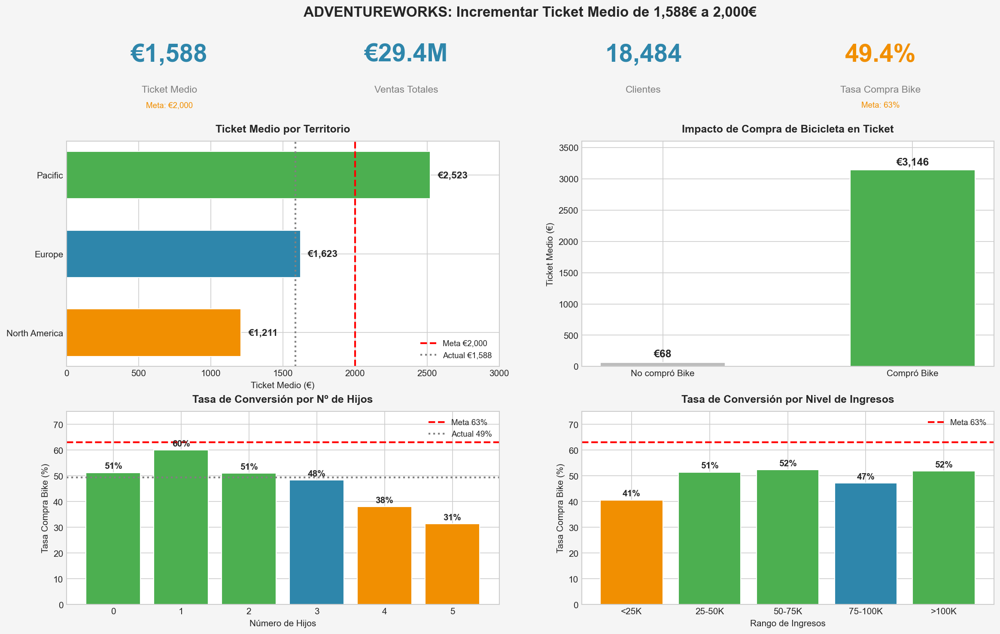 ADVENTUREWORKS: Incrementar Ticket Medio de 1,588€ a 2,000€
€1,588
Ticket Medio
Meta: €2,000
€29.4M
Ventas Totales
18,484
Clientes
49.4%
Tasa Compra Bike
Meta: 63%
Ticket Medio por Territorio
Pacific
€2,523
Europe
€1,623
North America
€1,211
Meta €2,000
Actual €1,588
0 500 1000 1500 2000 2500 3000
Ticket Medio (€)
Impacto de Compra de Bicicleta en Ticket
Ticket Medio (€)
3500
3000
2500
2000
1500
1000
500
0
€68
€3,146
No compró Bike Compró Bike
Tasa de Conversión por Nº de Hijos
Tasa Compra Bike (%)
70
60
50
40
30
20
10
0
Meta 63%
Actual 49%
51%
60%
51%
48%
38%
31%
0 1 2 3 4 5
Número de Hijos
Tasa de Conversión por Nivel de Ingresos
Tasa Compra Bike (%)
70
60
50
40
30
20
10
0
Meta 63%
41%
51%
52%
47%
52%
<25K 25-50K 50-75K 75-100K >100K
Rango de Ingresos